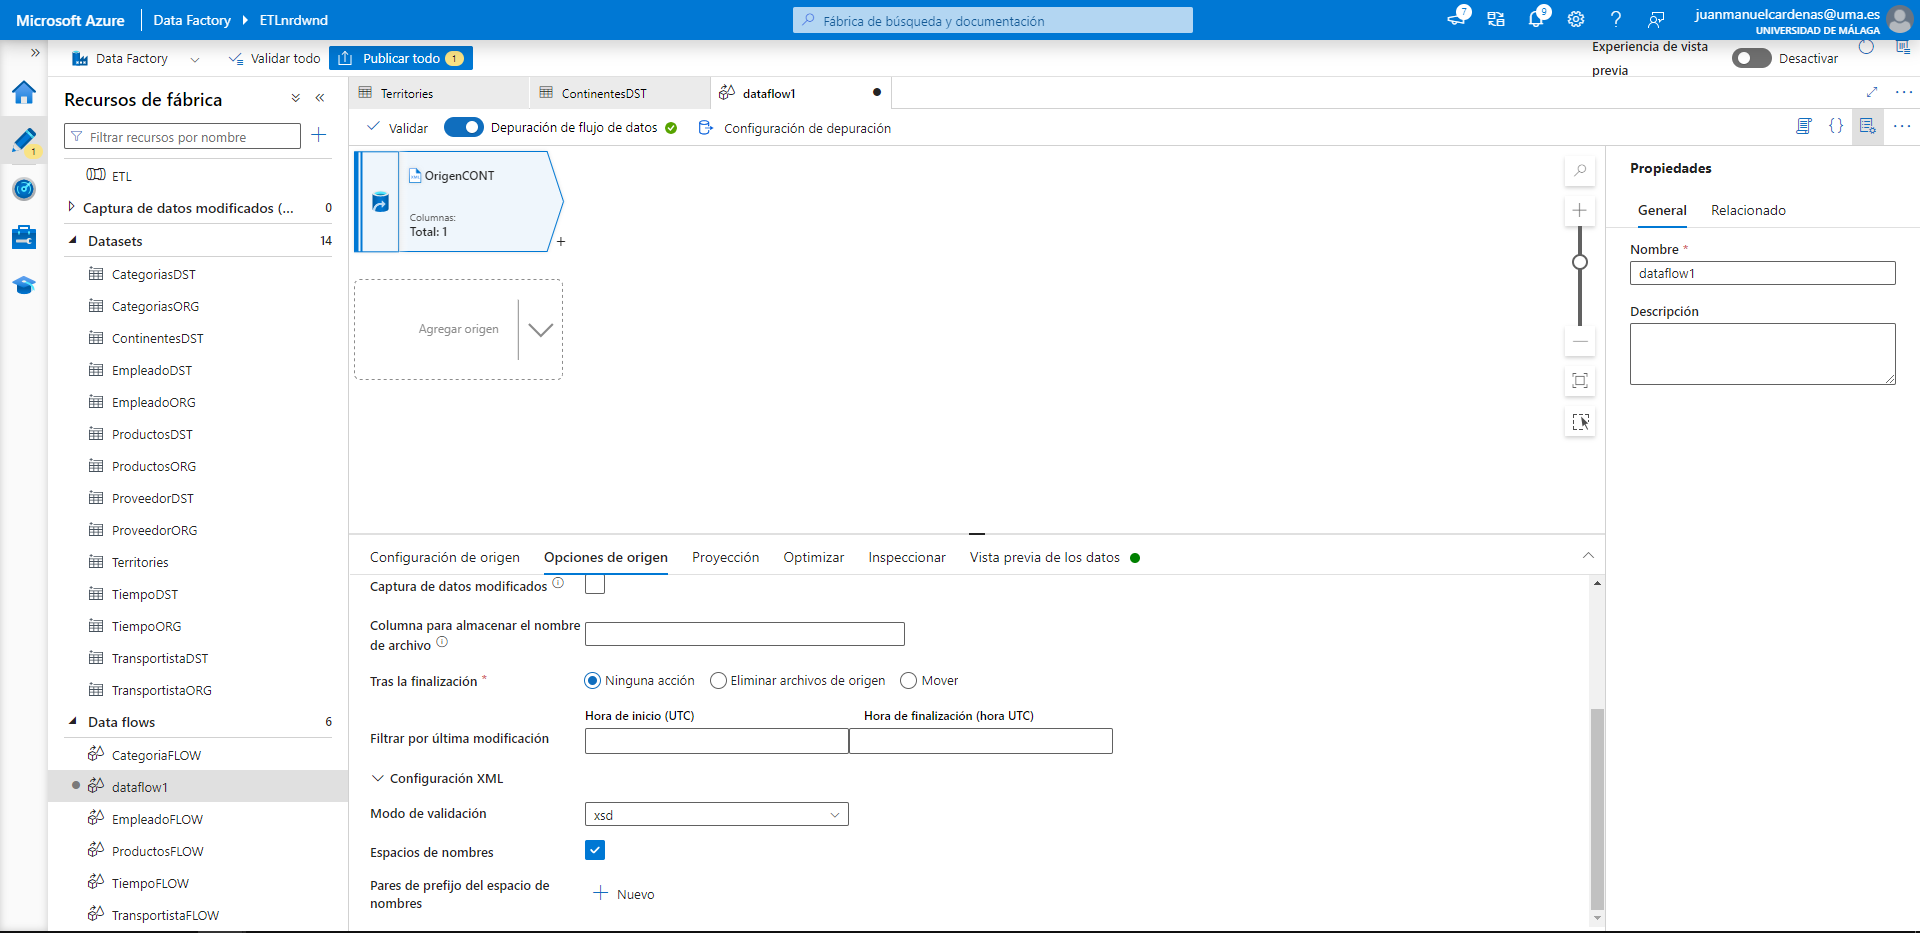 Microsoft Azure
Data Factory
ETLnrdwnd
Fábrica de búsqueda y documentación
7
9
juanmanuelcardenas@uma.es
UNIVERSIDAD DE MÁLAGA
Data Factory
Validar todo
Publicar todo
1
Experiencia de vista
previa
Desactivar
Recursos de fábrica
Filtrar recursos por nombre
1
ETL
Captura de datos modificados (...
0
Datasets
14
CategoriasDST
CategoriasORG
ContinentesDST
EmpleadoDST
EmpleadoORG
ProductosDST
ProductosORG
ProveedorDST
ProveedorORG
Territories
TiempoDST
TiempoORG
TransportistaDST
TransportistaORG
Data flows
6
CategoriaFLOW
dataflow1
EmpleadoFLOW
ProductosFLOW
TiempoFLOW
TransportistaFLOW
Territories
ContinentesDST
dataflow1
Validar
Depuración de flujo de datos
Configuración de depuración
OrigenCONT
Columnas:
Total: 1
Agregar origen
Configuración de origen
Opciones de origen
Proyección
Optimizar
Inspeccionar
Vista previa de los datos
Captura de datos modificados
Columna para almacenar el nombre
de archivo
Tras la finalización *
Ninguna acción
Eliminar archivos de origen
Mover
Hora de inicio (UTC)
Hora de finalización (hora UTC)
Filtrar por última modificación
Configuración XML
Modo de validación
xsd
Espacios de nombres
Pares de prefijo del espacio de
nombres
Nuevo
Propiedades
General
Relacionado
Nombre *
dataflow1
Descripción